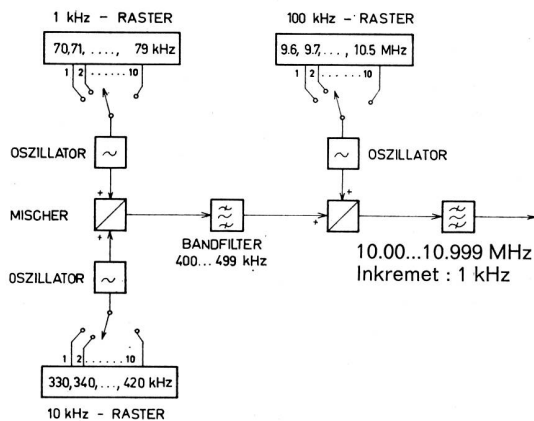 1 kHz - RASTER
70,71, . . . . , 79 kHz
1 2 . . . . . . 10
OSZILLATOR
~
+
MISCHER
+
OSZILLATOR
~
1 2 . . . . . . 10
330,340, . . . , 420 kHz
10 kHz - RASTER
BANDFILTER
400... 499 kHz
100 kHz - RASTER
9.6, 9.7, . . . , 10.5 MHz
1 2 . . . . . . . 10
~
OSZILLATOR
+
+
10.00...10.999 MHz
Inkremet : 1 kHz